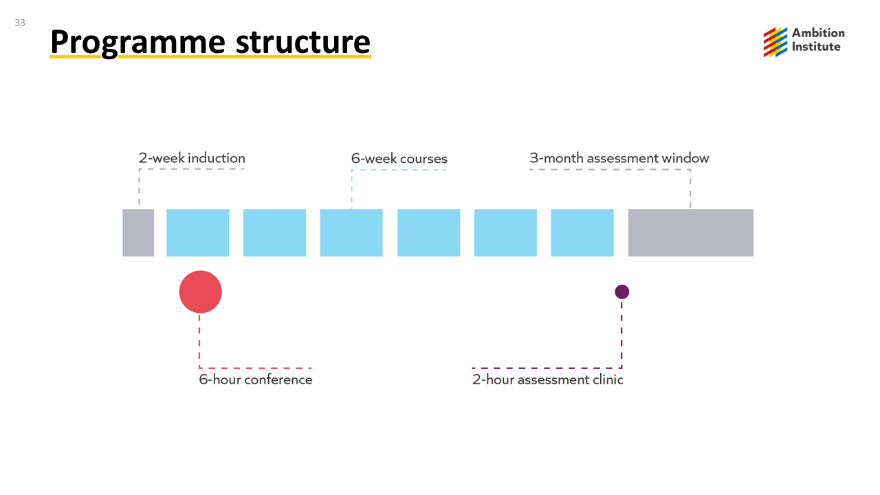 33
Programme structure
Ambition
Institute
2-week induction
6-week courses
3-month assessment window
6-hour conference
2-hour assessment clinic